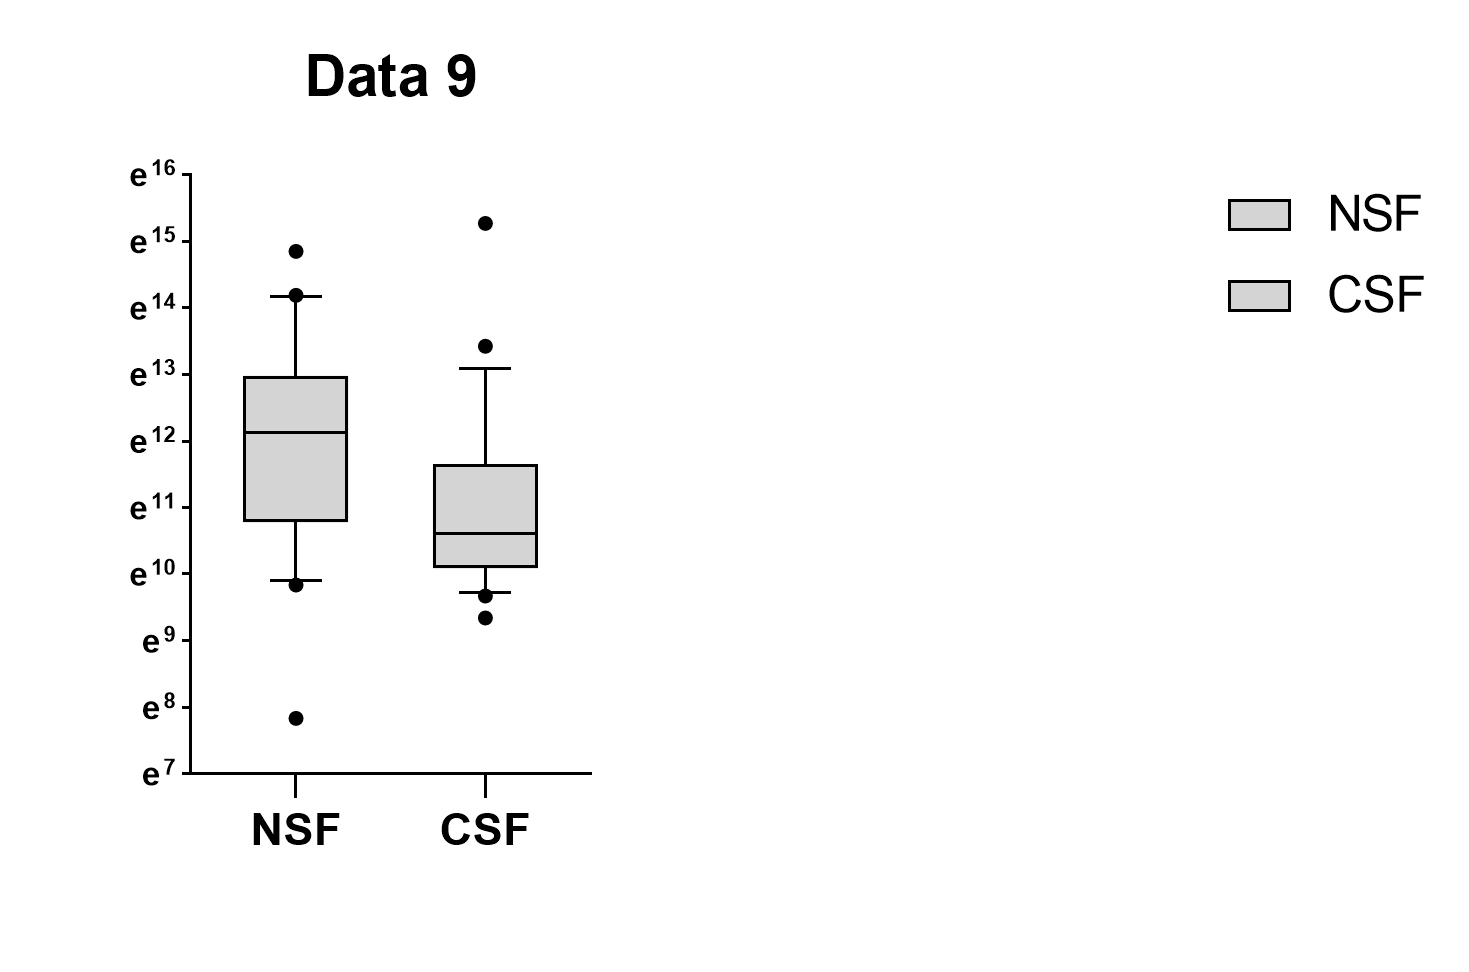 Data 9
e16
e15
e14
e13
e12
e11
e10
e9
e8
e7
NSF CSF
NSF
CSF